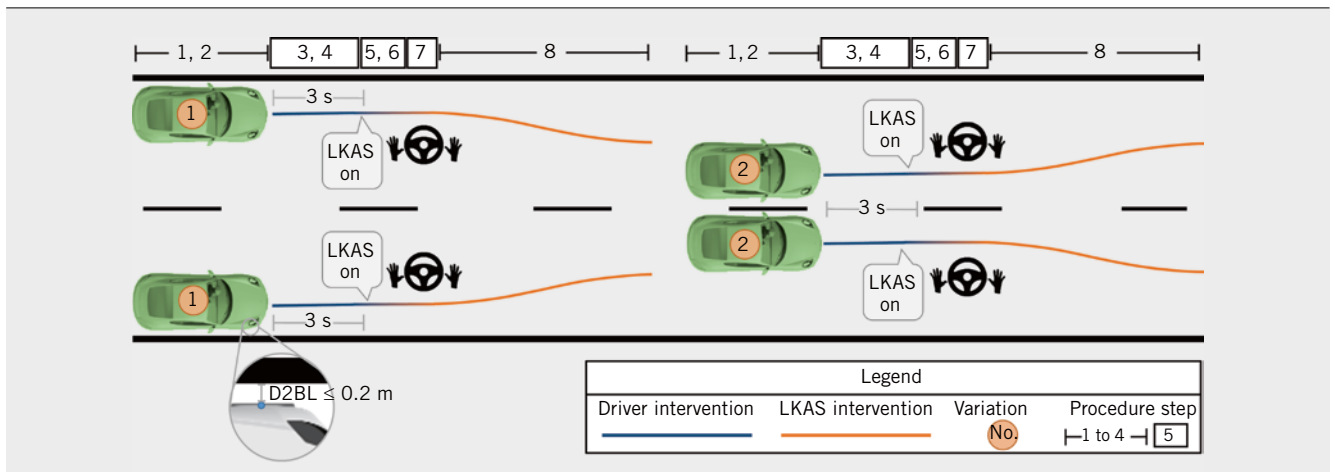 1, 2
3, 4
5, 6
7
8
1, 2
3, 4
5, 6
7
8
1
3 s
LKAS
on
LKAS
on
2
3 s
2
LKAS
on
LKAS
on
1
3 s
D2BL ≤ 0.2 m
Legend
Driver intervention LKAS intervention Variation Procedure step
No. 1 to 4 5